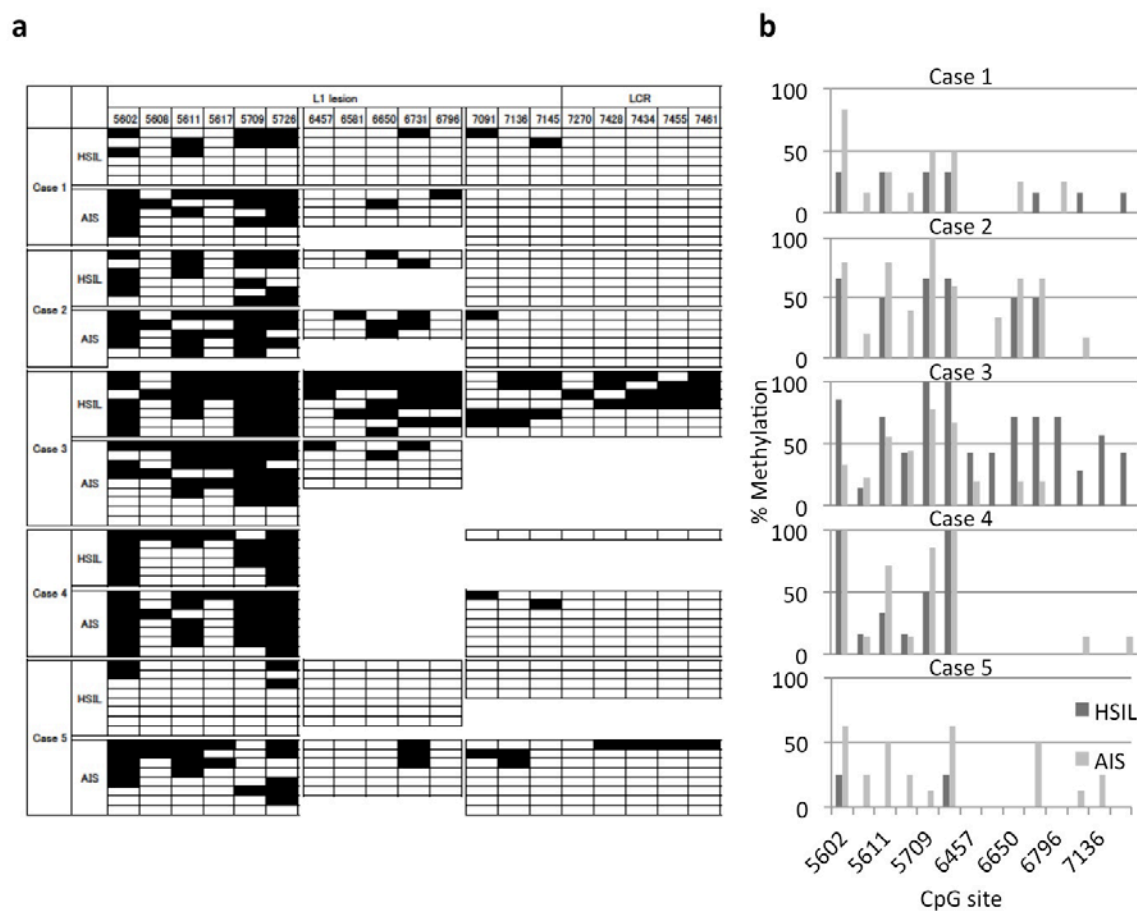 a
L1 lesion LCR
5602 5608 5611 5617 5709 5726 6457 6581 6650 6731 6796 7091 7136 7145 7270 7428 7434 7455 7461
Case 1
HSIL
AIS
Case 2
HSIL
AIS
Case 3
HSIL
AIS
Case 4
HSIL
AIS
Case 5
HSIL
AIS
b
% Methylation
Case 1
100
50
0
Case 2
100
50
0
Case 3
100
50
0
Case 4
100
50
0
Case 5
100
50
0
HSIL
AIS
5602 5611 5709 6457 6650 6796 7136
CpG site